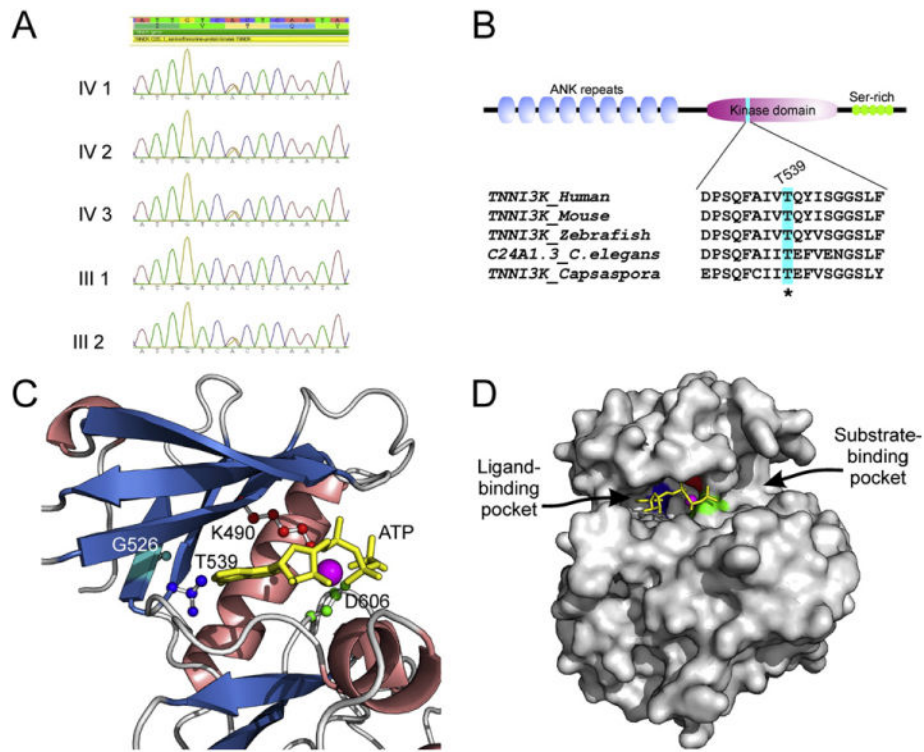 A
IV 1
IV 2
IV 3
III 1
III 2
B
ANK repeats
Kinase domain
Ser-rich
T539
TNNI3K_Human DPSQFAIVTQYISGGSLF
TNNI3K_Mouse DPSQFAIVTQYISGGSLF
TNNI3K_Zebrafish DPSQFAIVTQYVSGGSLF
C24A1.3_C.elegans DPSQFAIVTEFVENGSLF
TNNI3K_Capsaspora EPSQFCIITEFVSGGSLY
*
C
K490
ATP
G526
T539
D606
D
Ligand-
binding
pocket
Substrate-
binding
pocket